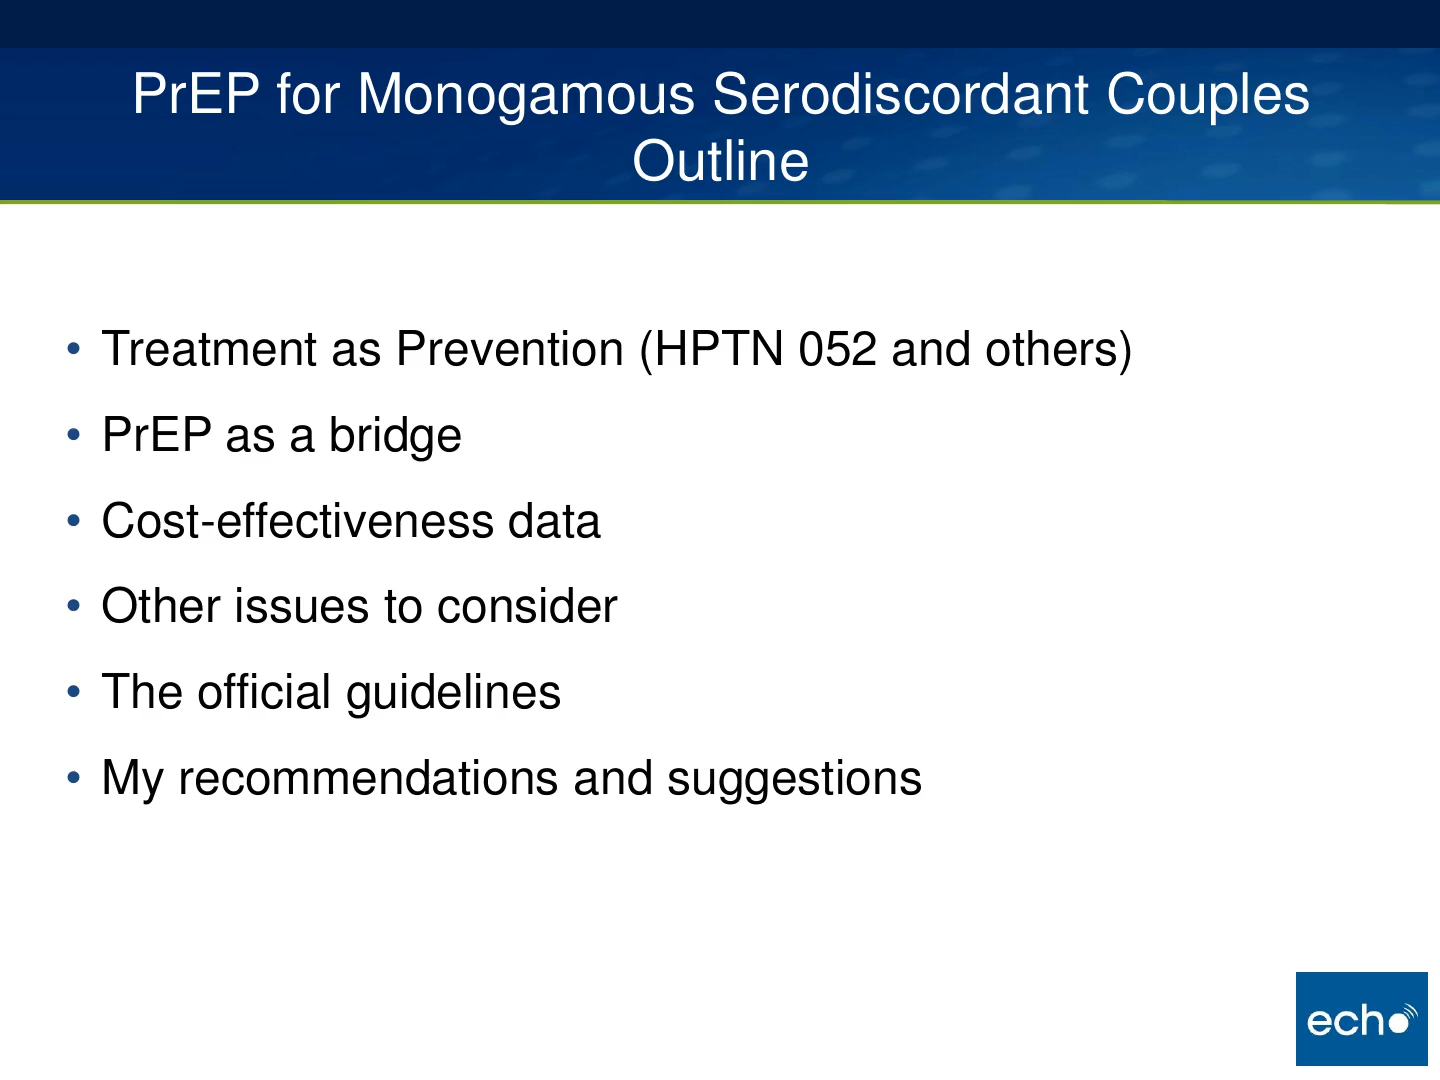 PrEP for Monogamous Serodiscordant Couples
Outline
• Treatment as Prevention (HPTN 052 and others)
• PrEP as a bridge
• Cost-effectiveness data
• Other issues to consider
• The official guidelines
• My recommendations and suggestions
echo